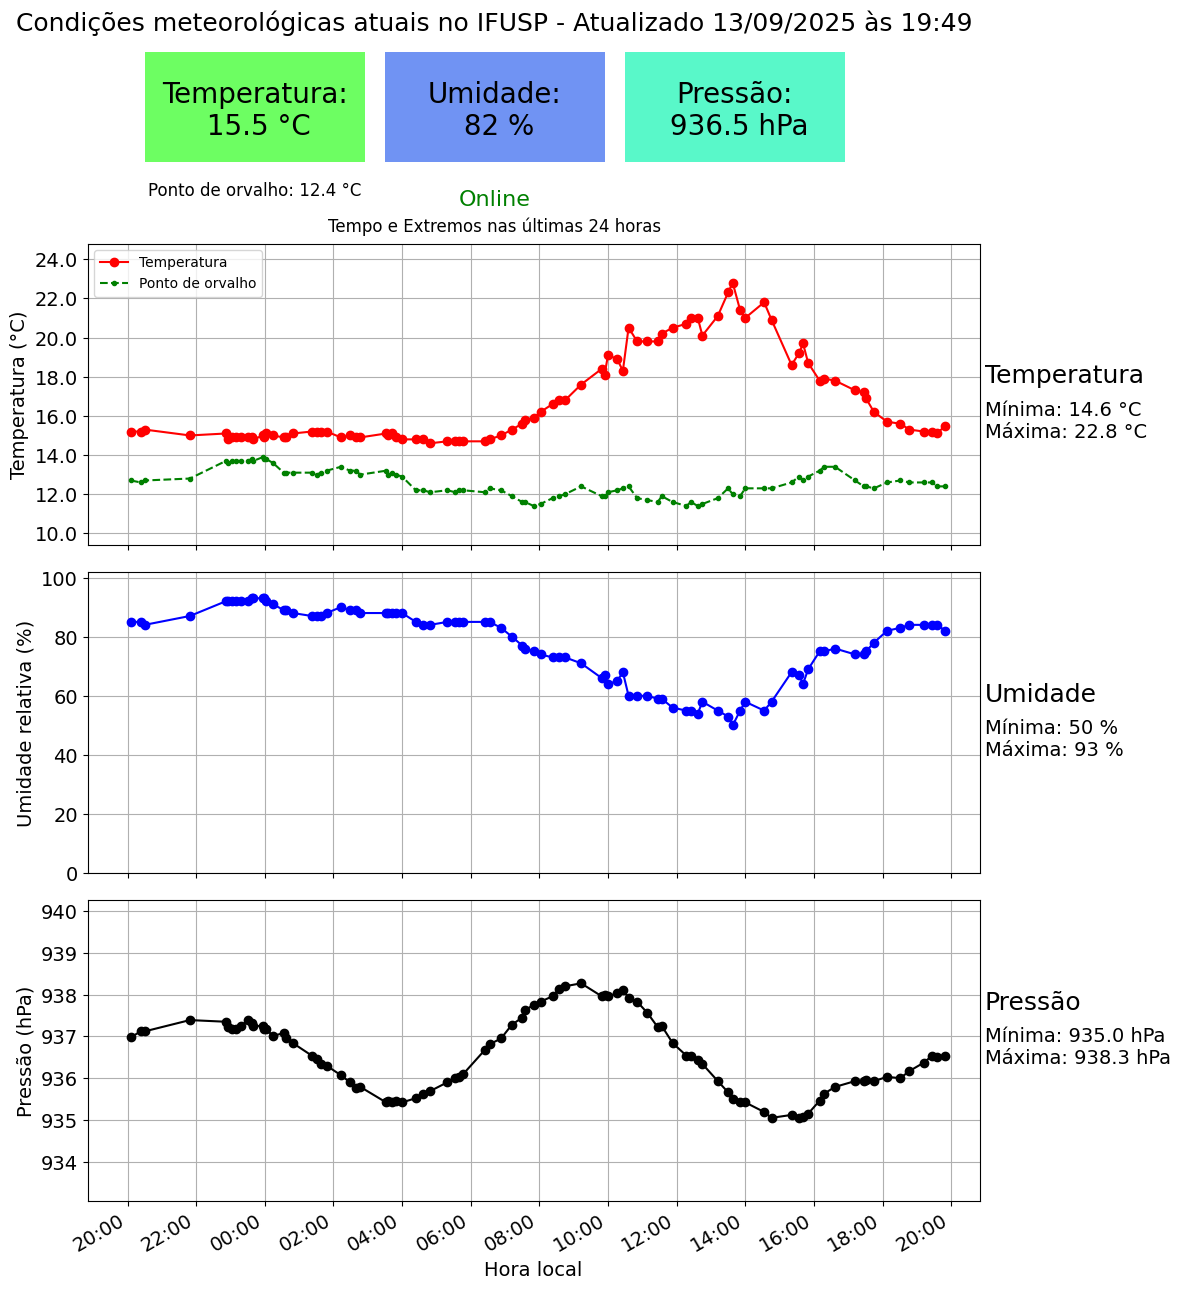 Condições meteorológicas atuais no IFUSP - Atualizado 13/09/2025 às 19:49
Temperatura:
15.5 °C
Umidade:
82 %
Pressão:
936.5 hPa
Ponto de orvalho: 12.4 °C
Online
Tempo e Extremos nas últimas 24 horas
Temperatura
Ponto de orvalho
Temperatura (°C)
24.0
22.0
20.0
18.0
16.0
14.0
12.0
10.0
Temperatura
Mínima: 14.6 °C
Máxima: 22.8 °C
Umidade relativa (%)
100
80
60
40
20
0
Umidade
Mínima: 50 %
Máxima: 93 %
Pressão (hPa)
940
939
938
937
936
935
934
Pressão
Mínima: 935.0 hPa
Máxima: 938.3 hPa
20:00
22:00
00:00
02:00
04:00
06:00
08:00
10:00
12:00
14:00
16:00
18:00
20:00
Hora local